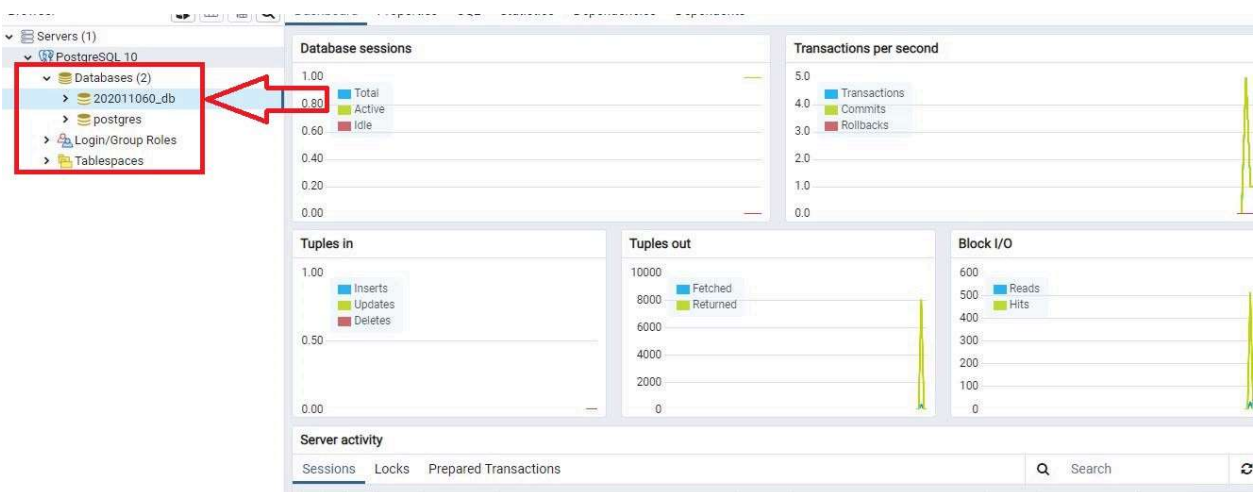 Servers (1)
PostgreSQL 10
Databases (2)
202011060_db
postgres
Login/Group Roles
Tablespaces
Database sessions
1.00
0.80
0.60
0.40
0.20
0.00
Total
Active
Idle
Transactions per second
5.0
4.0
3.0
2.0
1.0
0.0
Transactions
Commits
Rollbacks
Tuples in
1.00
0.50
0.00
Inserts
Updates
Deletes
Tuples out
10000
8000
6000
4000
2000
0
Fetched
Returned
Block I/O
600
500
400
300
200
100
0
Reads
Hits
Server activity
Sessions Locks Prepared Transactions Search